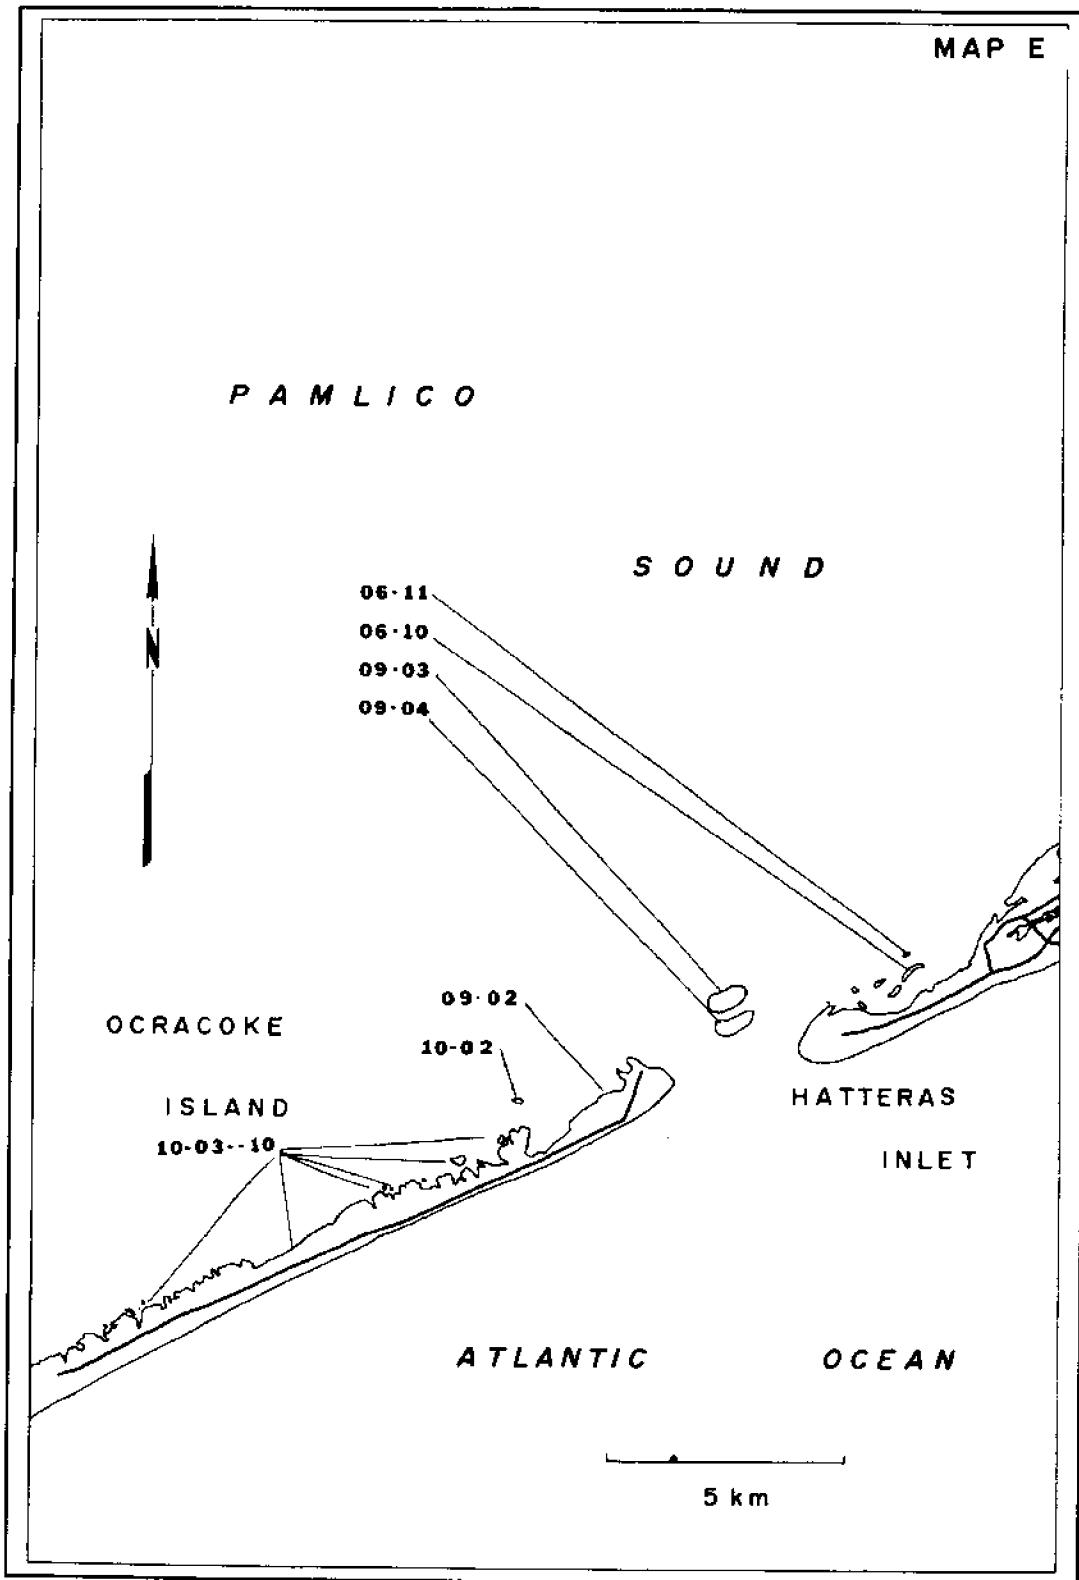 MAP E
PAMLICO
SOUND
N
06·11
06·10
09·03
09·04
09·02
10-02
OCRACOKE
ISLAND
10-03--10
HATTERAS
INLET
ATLANTIC OCEAN
5 km